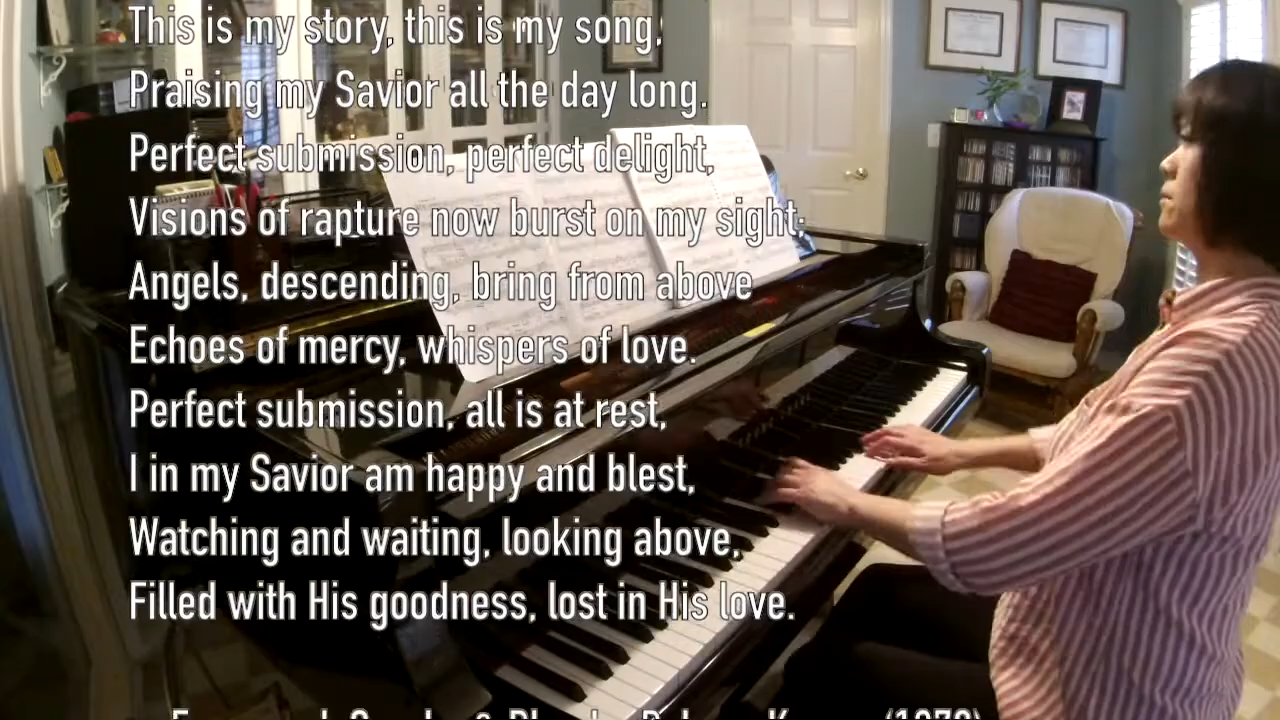 This is my story, this is my song,
Praising my Savior all the day long.
Perfect submission, perfect delight,
Visions of rapture now burst on my sight;
Angels, descending, bring from above
Echoes of mercy, whispers of love.
Perfect submission, all is at rest,
I in my Savior am happy and blest,
Watching and waiting, looking above,
Filled with His goodness, lost in His love.